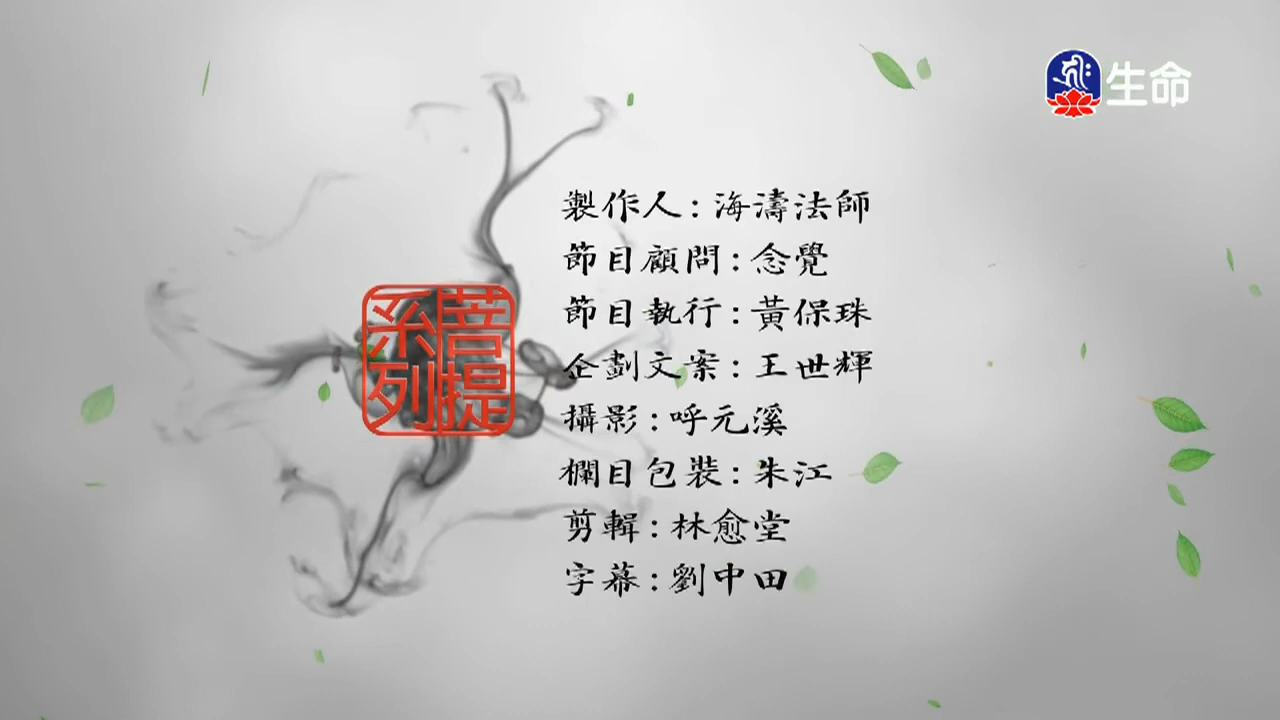 生命
製作人:海濤法師
節目顧問:念覺
節目執行:黃保珠
企劃文案:王世輝
攝影:呼元溪
欄目包裝:朱江
剪輯:林愈堂
字幕:劉中田
菩提
系列